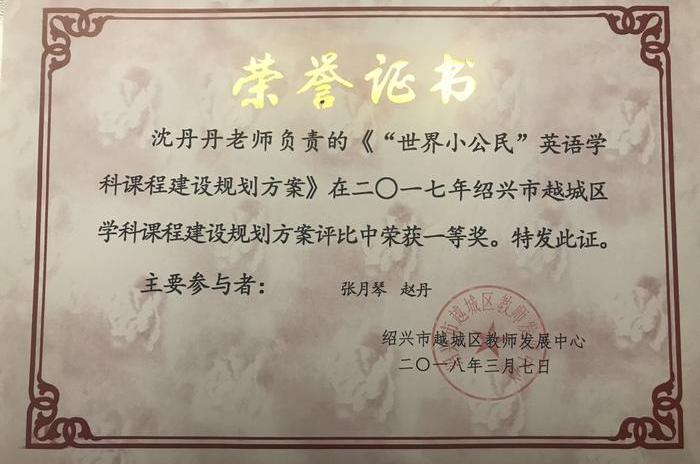 荣誉证书
沈丹丹老师负责的《“世界小公民”英语学
科课程建设规划方案》在二〇一七年绍兴市越城区
学科课程建设规划方案评比中荣获一等奖。特发此证。
主要参与者： 张月琴 赵丹
绍兴市越城区教师发展中心
二〇一八年三月七日